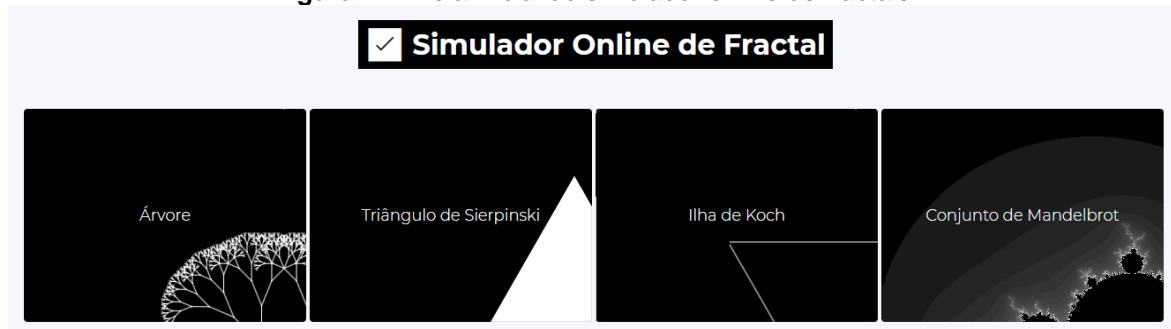 Simulador Online de Fractal
Árvore
Triângulo de Sierpinski
Ilha de Koch
Conjunto de Mandelbrot